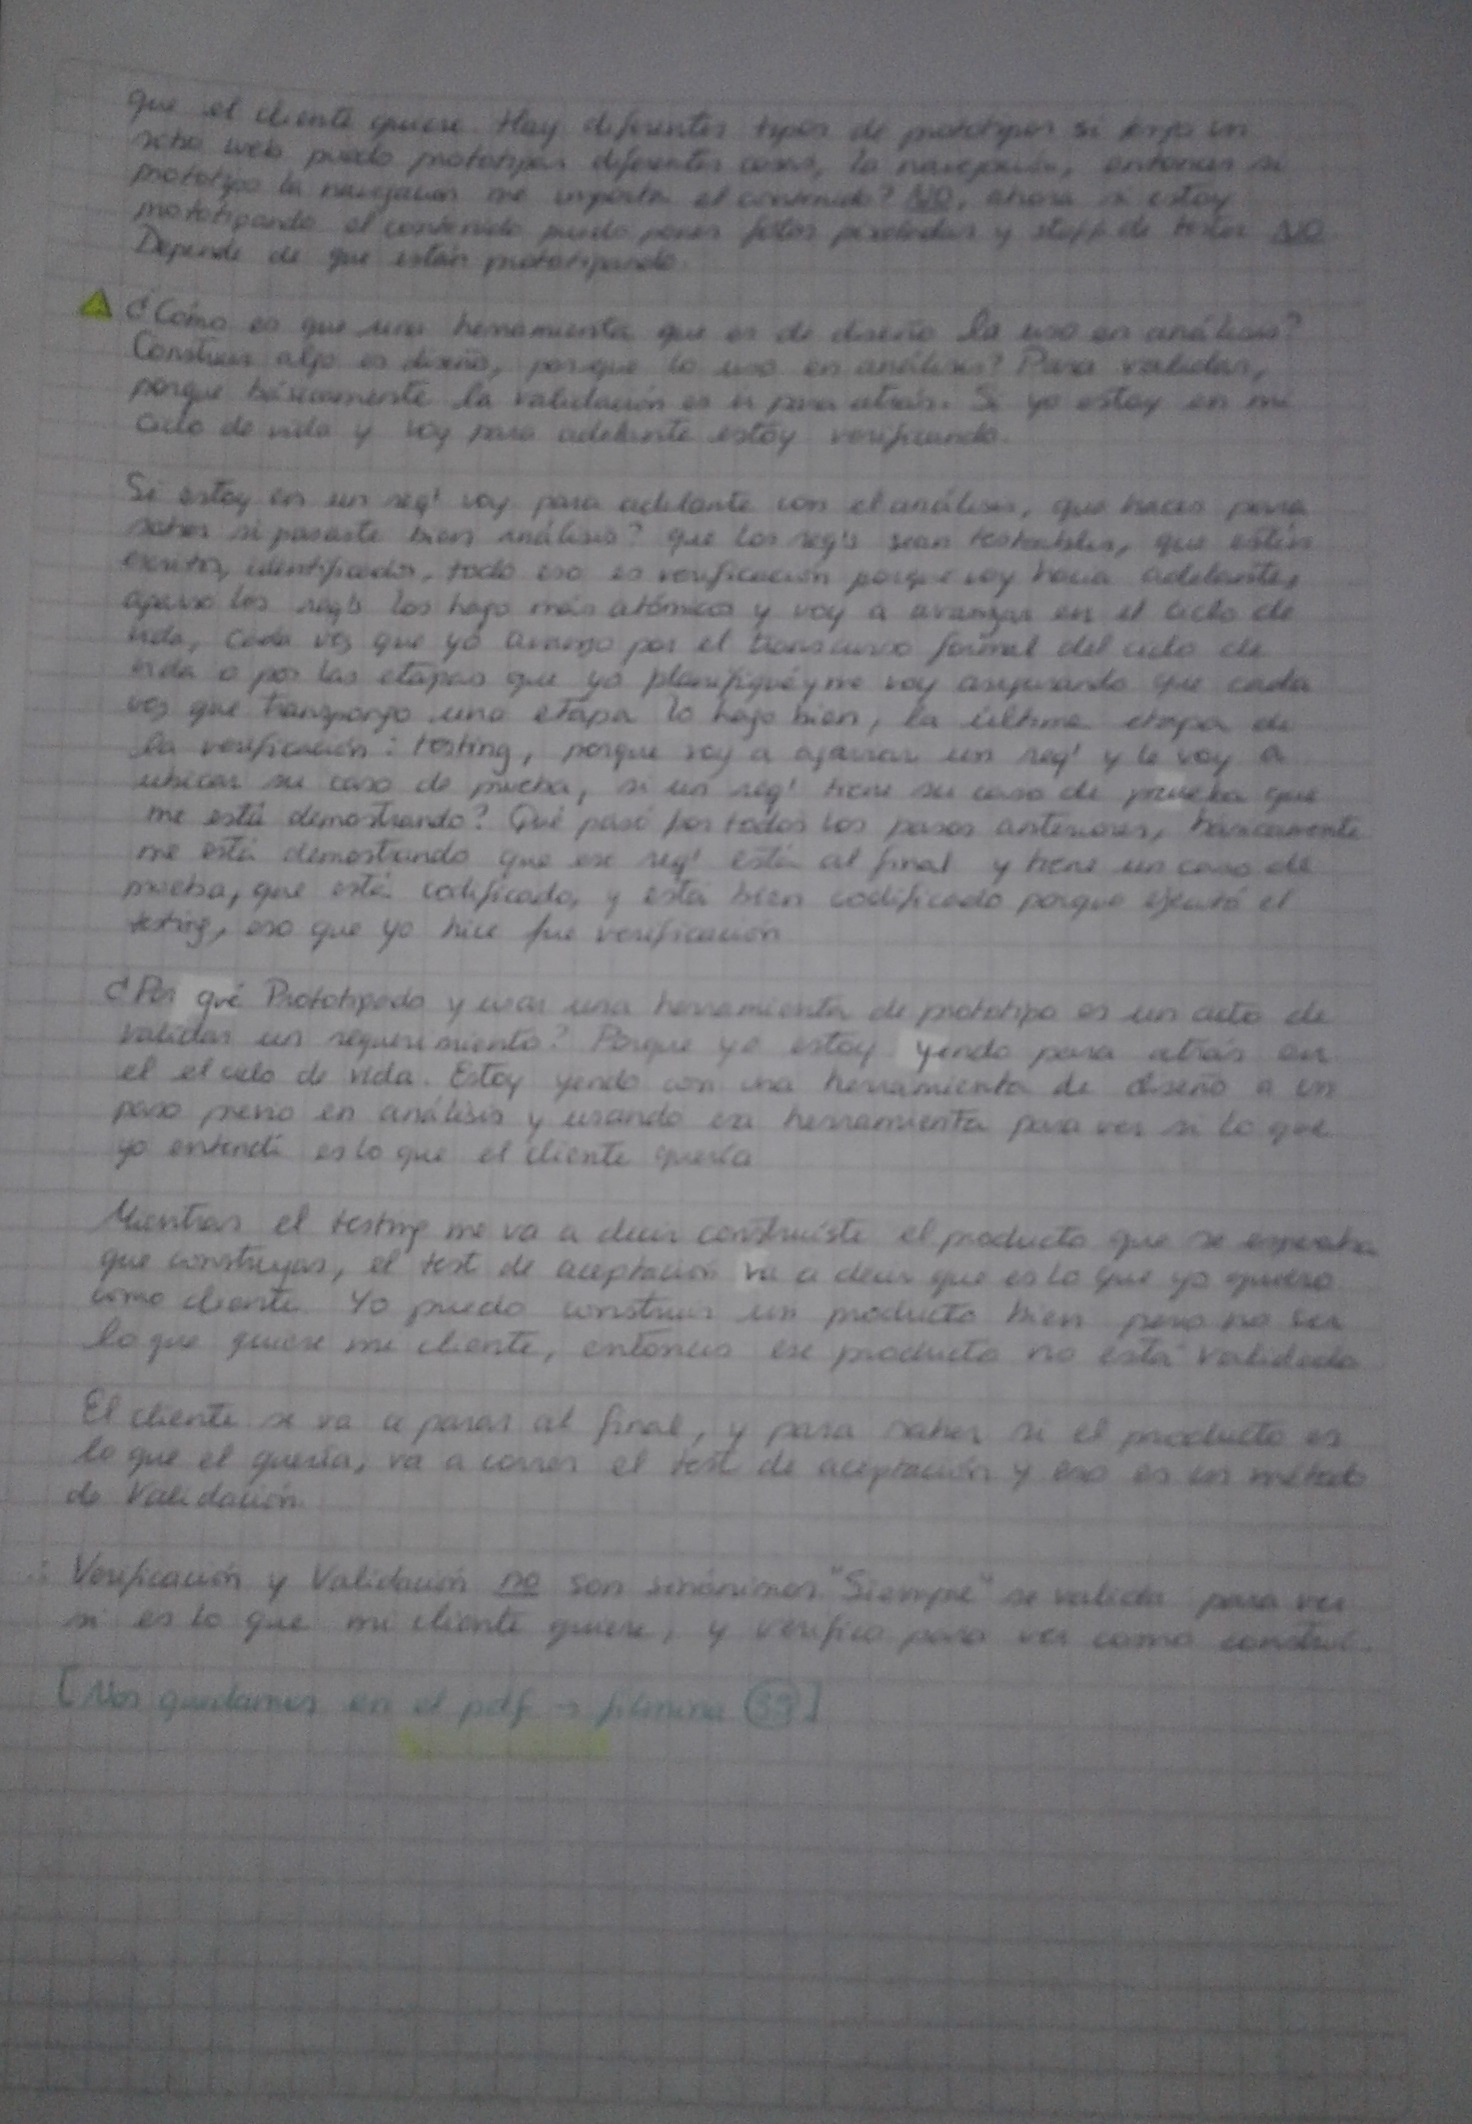 que el cliente quiere. Hay diferentes tipos de prototipos si tengo un
sitio web puedo prototipar diferentes cosas, la navegación, entonces si
prototipo la navegación me importa el contenido? NO, ahora si estoy
prototipando el contenido puedo poner fotos pixeladas y stuff de textos NO
Depende de que están prototipando.
¿Cómo es que una herramienta que es de diseño la uso en análisis?
Construir algo es diseño, porque lo uso en análisis? Para validar,
porque básicamente la validación es ir para atrás. Si yo estoy en mi
ciclo de vida y voy para adelante estoy verificando.
Si estoy en un req' voy para adelante con el análisis, que haces para
saber si pasaste bien análisis? que los req's sean testeables, que estén
escritos, identificados, todo eso es verificación porque voy hacia adelante,
agarro los req's los hago más atómicos y voy a avanzar en el ciclo de
vida, cada vez que yo avanzo por el transcurso formal del ciclo de
vida o por las etapas que yo planifiqué y me voy asegurando que cada
vez que transpongo una etapa lo hago bien, la última etapa de
la verificación: testing, porque voy a agarrar un req' y le voy a
ubicar su caso de prueba, si un req' tiene su caso de prueba que
me está demostrando? Qué pasó por todos los pasos anteriores, básicamente
me está demostrando que ese req' está al final y tiene un caso de
prueba, que está codificado, y está bien codificado porque ejecutó el
testing, eso que yo hice fue verificación
¿Por qué Prototipado y usar una herramienta de prototipo es un acto de
validar un requerimiento? Porque yo estoy yendo para atrás en
el el ciclo de vida. Estoy yendo con una herramienta de diseño a un
paso previo en análisis y usando esa herramienta para ver si lo que
yo entendí es lo que el cliente quería
Mientras el testing me va a decir construiste el producto que se esperaba
que construyas, el test de aceptación va a decir que es lo que yo quiero
como cliente. Yo puedo construir un producto bien pero no ser
lo que quiere mi cliente, entonces ese producto no está validado
El cliente se va a parar al final, y para saber si el producto es
lo que él quería, va a correr el test de aceptación y eso es un método
de Validación.
∴ Verificación y Validación no son sinónimos "Siempre" se valida para ver
si es lo que mi cliente quiere, y verifico para ver como construí.
[Nos quedamos en el pdf → filmina 39]